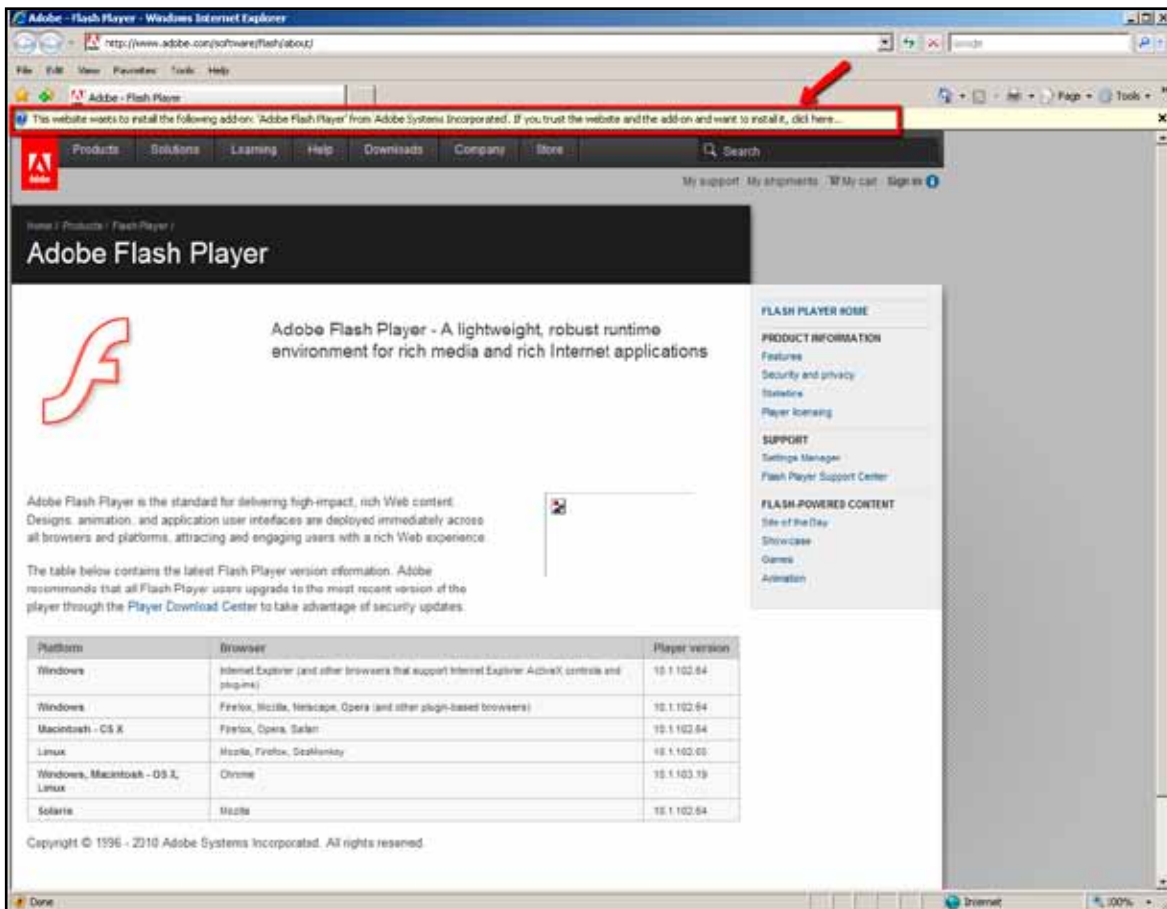 Adobe - Flash Player - Windows Internet Explorer
http://www.adobe.com/software/flash/about/
Google
File Edit View Favorites Tools Help
Adobe - Flash Player
Page Tools
This website wants to install the following add-on: 'Adobe Flash Player' from 'Adobe Systems Incorporated'. If you trust the website and the add-on and want to install it, click here...
Adobe
Products Solutions Learning Help Downloads Company Store
Search
My support My shipments My cart Sign in
Home / Products / Flash Player /
Adobe Flash Player
Adobe Flash Player - A lightweight, robust runtime
environment for rich media and rich Internet applications
FLASH PLAYER HOME
PRODUCT INFORMATION
Features
Security and privacy
Statistics
Player licensing
SUPPORT
Settings Manager
Flash Player Support Center
FLASH-POWERED CONTENT
Site of the Day
Showcase
Games
Animation
Adobe Flash Player is the standard for delivering high-impact, rich Web content.
Designs, animation, and application user interfaces are deployed immediately across
all browsers and platforms, attracting and engaging users with a rich Web experience.
The table below contains the latest Flash Player version information. Adobe
recommends that all Flash Player users upgrade to the most recent version of the
player through the Player Download Center to take advantage of security updates.
Platform Browser Player version
Windows Internet Explorer (and other browsers that support Internet Explorer ActiveX controls and 10.1.102.64
plug-ins)
Windows Firefox, Mozilla, Netscape, Opera (and other plugin-based browsers) 10.1.102.64
Macintosh - OS X Firefox, Opera, Safari 10.1.102.64
Linux Mozilla, Firefox, SeaMonkey 10.1.102.65
Windows, Macintosh - OS X, Chrome 10.1.103.19
Linux
Solaris Mozilla 10.1.102.64
Copyright © 1996 - 2010 Adobe Systems Incorporated. All rights reserved.
Done
Internet
100%